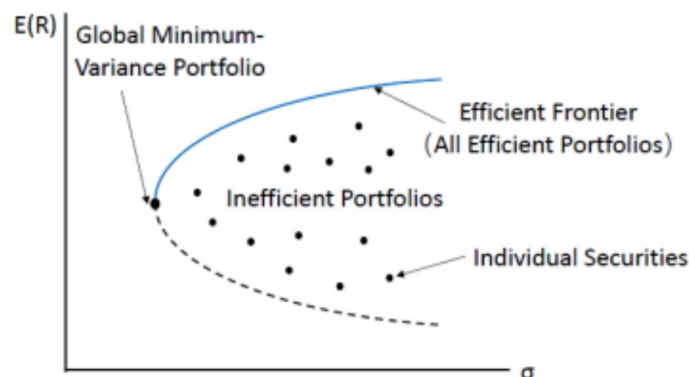 E(R)
Global Minimum-
Variance Portfolio
Efficient Frontier
(All Efficient Portfolios)
Inefficient Portfolios
Individual Securities
σ